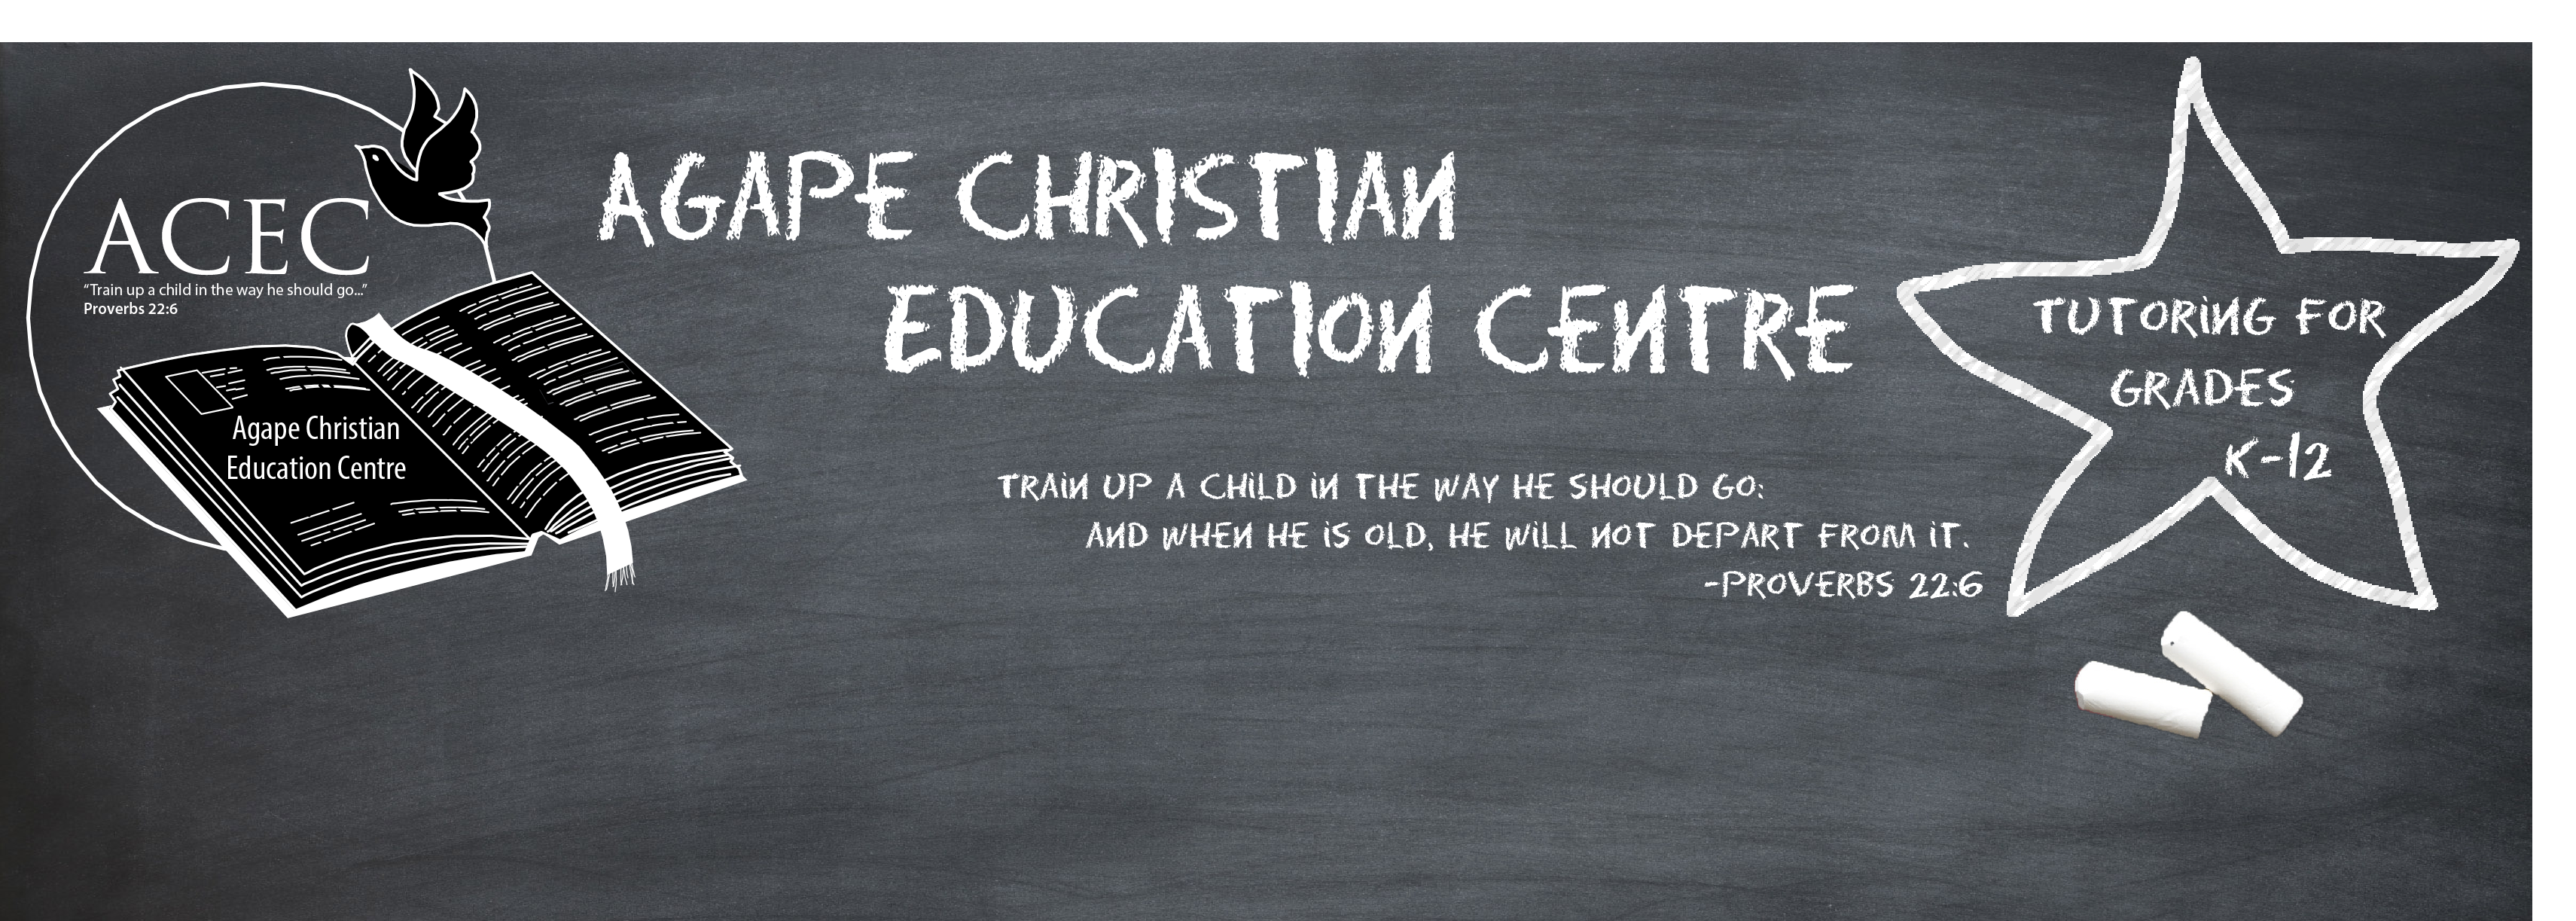 ACEC
“Train up a child in the way he should go...”
Proverbs 22:6
Agape Christian
Education Centre
AGAPE CHRISTIAN
EDUCATION CENTRE
TRAIN UP A CHILD IN THE WAY HE SHOULD GO:
AND WHEN HE IS OLD, HE WILL NOT DEPART FROM IT.
-PROVERBS 22:6
TUTORING FOR
GRADES
K-12